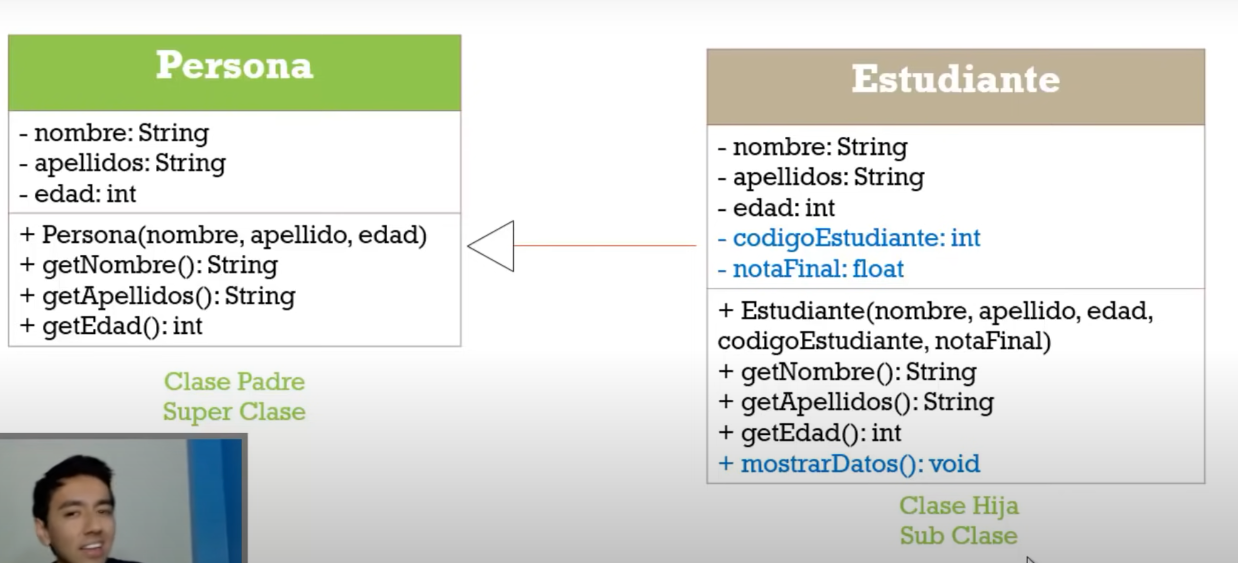 Persona
- nombre: String
- apellidos: String
- edad: int
+ Persona(nombre, apellido, edad)
+ getNombre(): String
+ getApellidos(): String
+ getEdad(): int
Clase Padre
Super Clase
Estudiante
- nombre: String
- apellidos: String
- edad: int
- codigoEstudiante: int
- notaFinal: float
+ Estudiante(nombre, apellido, edad,
codigoEstudiante, notaFinal)
+ getNombre(): String
+ getApellidos(): String
+ getEdad(): int
+ mostrarDatos(): void
Clase Hija
Sub Clase